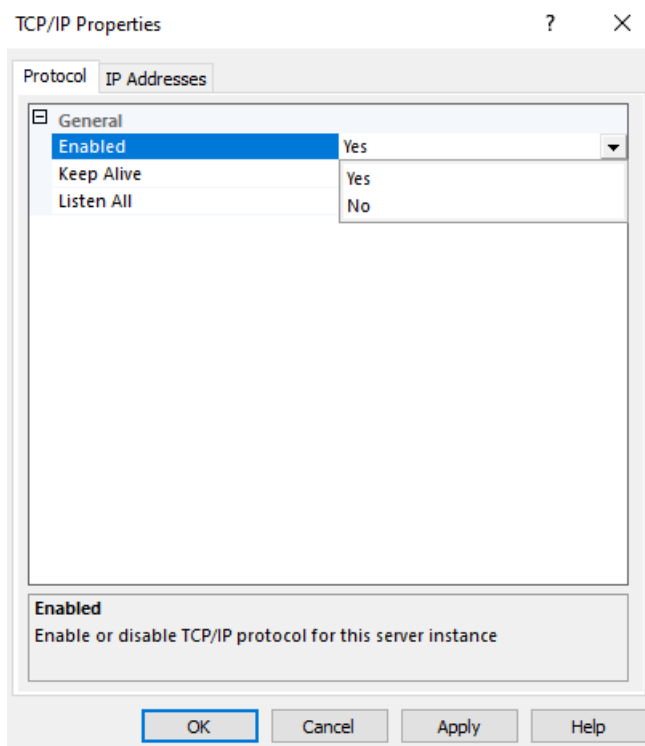 TCP/IP Properties ?
Protocol IP Addresses
General
Enabled Yes
Keep Alive Yes
Listen All No
Enabled
Enable or disable TCP/IP protocol for this server instance
OK Cancel Apply Help